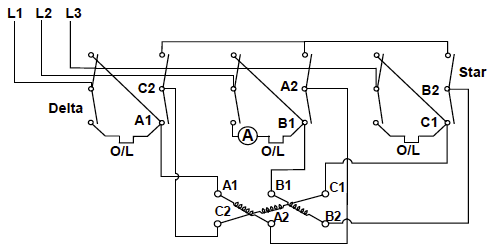 L1 L2 L3
C2 A2 B2 Star
Delta
A1 A B1 C1
O/L O/L O/L
A1 B1 C1
C2 A2 B2